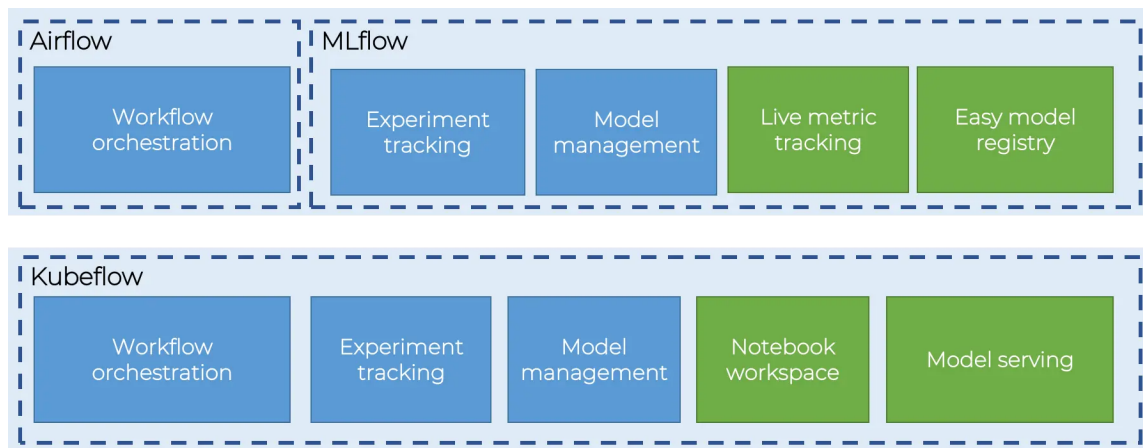 Airflow
MLflow
Workflow
orchestration
Experiment
tracking
Model
management
Live metric
tracking
Easy model
registry
Kubeflow
Workflow
orchestration
Experiment
tracking
Model
management
Notebook
workspace
Model serving